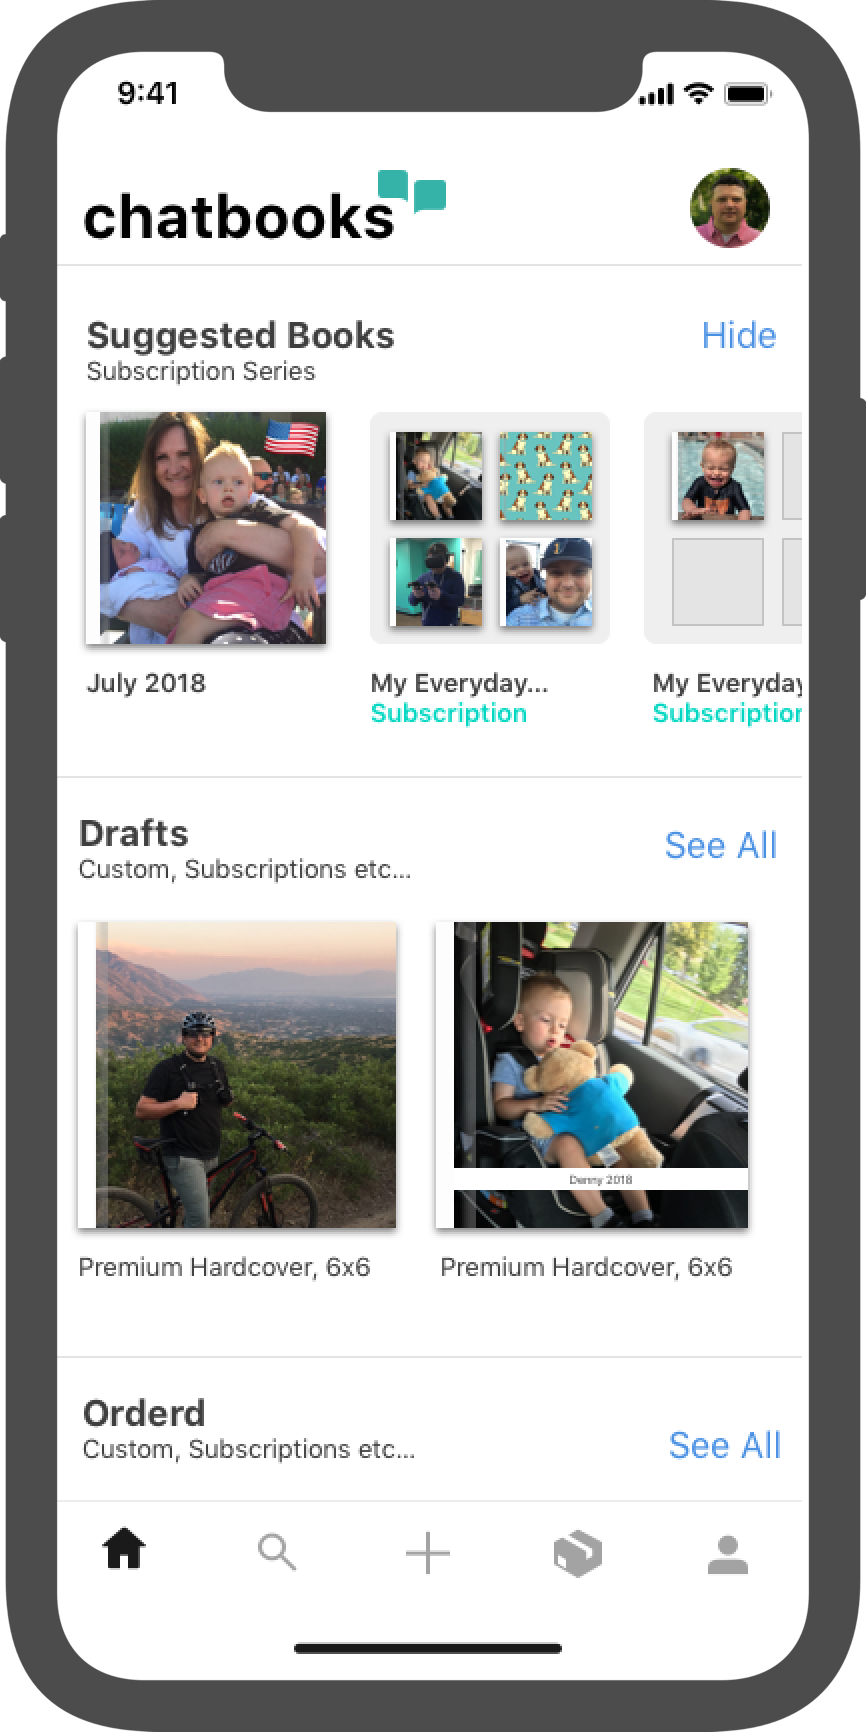 9:41
chatbooks
Suggested Books
Hide
Subscription Series
July 2018
My Everyday...
Subscription
My Everyday
Subscription
Drafts
See All
Custom, Subscriptions etc...
Denny 2018
Premium Hardcover, 6x6
Premium Hardcover, 6x6
Orderd
See All
Custom, Subscriptions etc...